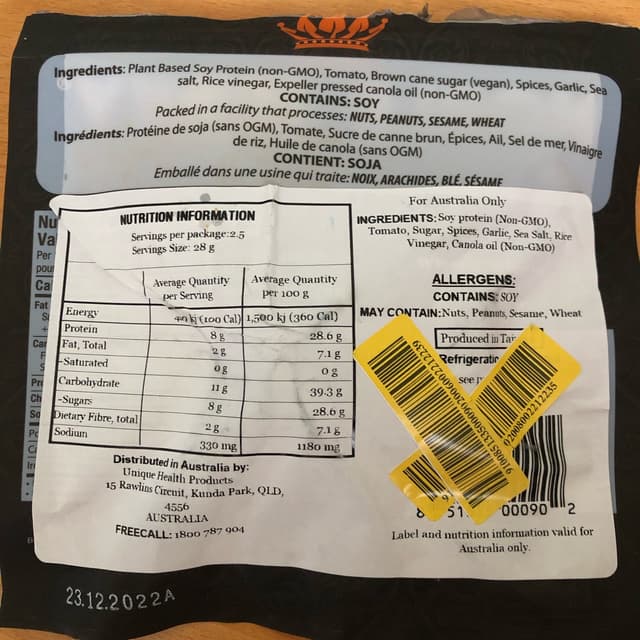 Ingredients: Plant Based Soy Protein (non-GMO), Tomato, Brown cane sugar (vegan), Spices, Garlic, Sea
salt, Rice vinegar, Expeller pressed canola oil (non-GMO)
CONTAINS: SOY
Packed in a facility that processes: NUTS, PEANUTS, SESAME, WHEAT
Ingrédients: Protéine de soja (sans OGM), Tomate, Sucre de canne brun, Épices, Ail, Sel de mer, Vinaigre
de riz, Huile de canola (sans OGM)
CONTIENT: SOJA
Emballé dans une usine qui traite: NOIX, ARACHIDES, BLÉ, SÉSAME
NUTRITION INFORMATION
Servings per package: 2.5
Servings Size: 28 g
Average Quantity per Serving
Average Quantity per 100 g
Energy (100 Cal) 1,500 kj (360 Cal)
Protein 8 g 28.6 g
Fat, Total 2 g 7.1 g
-Saturated 0 g 0 g
Carbohydrate 11 g 39.3 g
-Sugars 8 g 28.6 g
Dietary Fibre, total 2 g 7.1 g
Sodium 330 mg 1180 mg
Distributed in Australia by:
Unique Health Products
15 Rawlins Circuit, Kunda Park, QLD,
4556
AUSTRALIA
FREECALL: 1800 787 904
For Australia Only
INGREDIENTS: Soy protein (Non-GMO),
Tomato, Sugar, Spices, Garlic, Sea Salt, Rice
Vinegar, Canola oil (Non-GMO)
ALLERGENS:
CONTAINS: SOY
MAY CONTAIN: Nuts, Peanuts, Sesame, Wheat
Produced in
see
00090 2
Label and nutrition information valid for
Australia only.
23.12.2022A